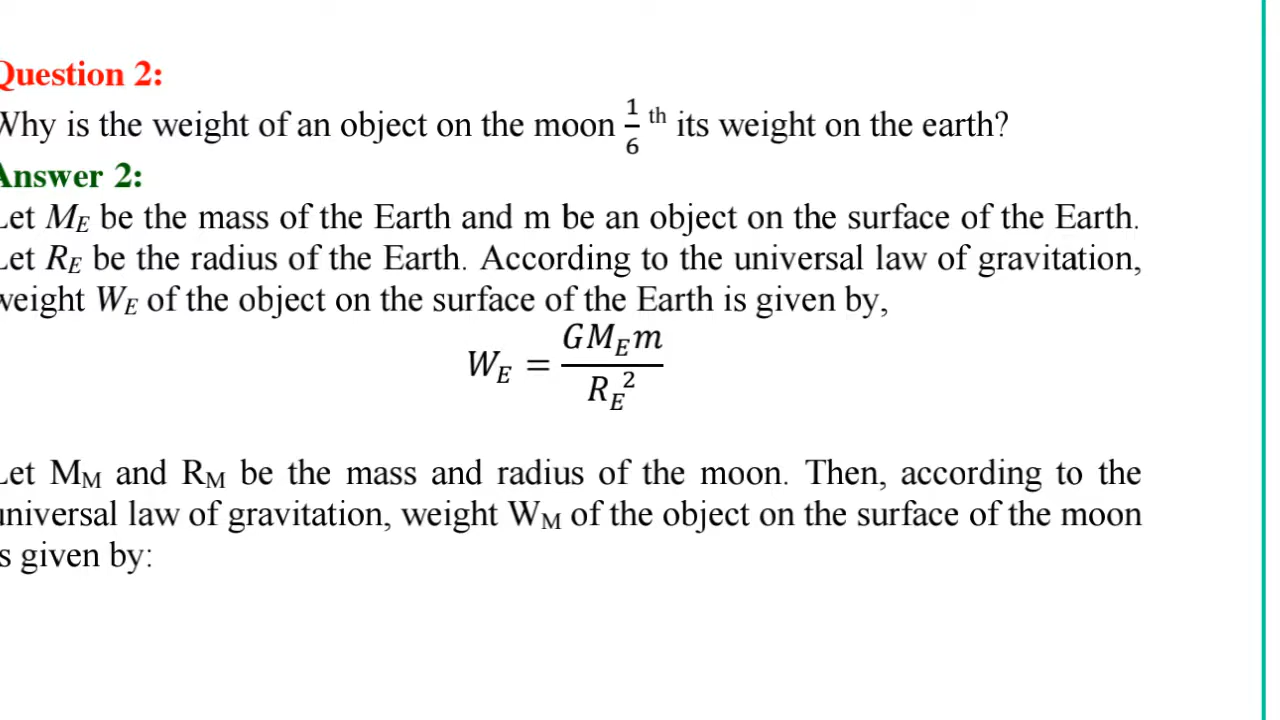 Question 2:
Why is the weight of an object on the moon 1/6 th its weight on the earth?
Answer 2:
Let M_E be the mass of the Earth and m be an object on the surface of the Earth.
Let R_E be the radius of the Earth. According to the universal law of gravitation,
weight W_E of the object on the surface of the Earth is given by,
W_E = GM_Em / R_E²
Let M_M and R_M be the mass and radius of the moon. Then, according to the
universal law of gravitation, weight W_M of the object on the surface of the moon
is given by: